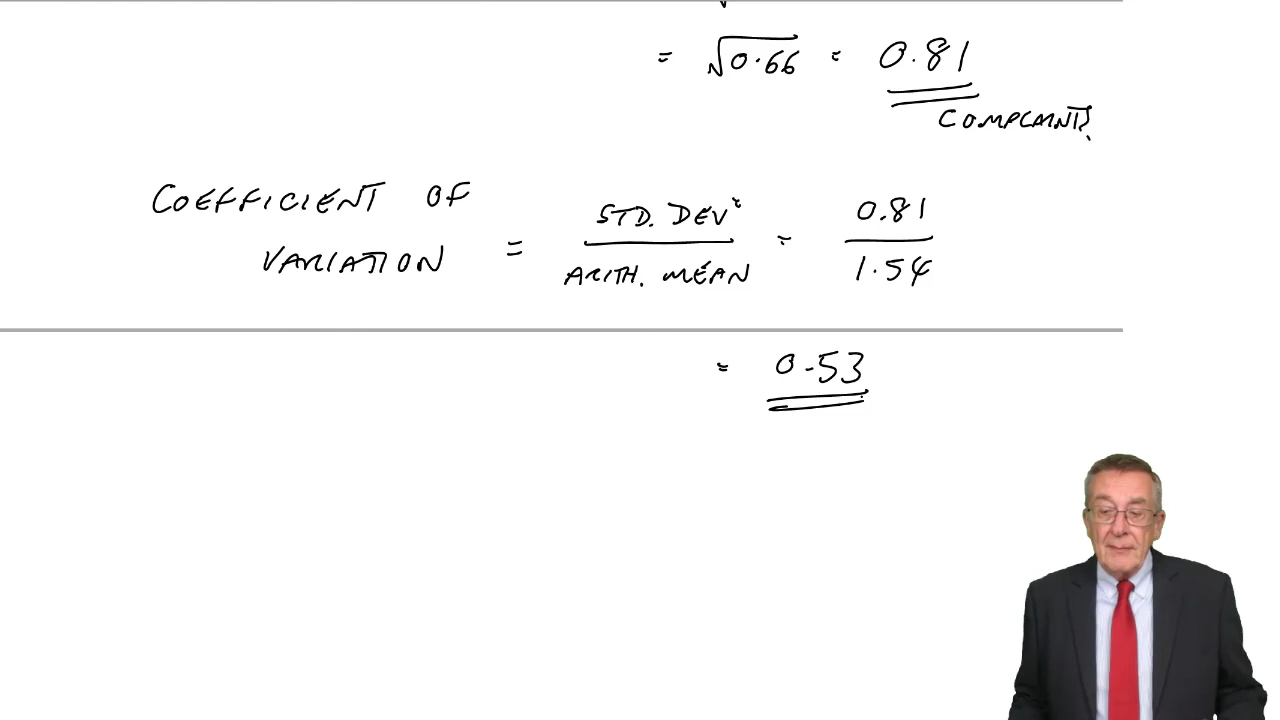 = √0.66 = 0.81
COMPLAINTS
COEFFICIENT OF
VARIATION = STD. DEVⁿ / ARITH. MEAN = 0.81 / 1.54
= 0.53